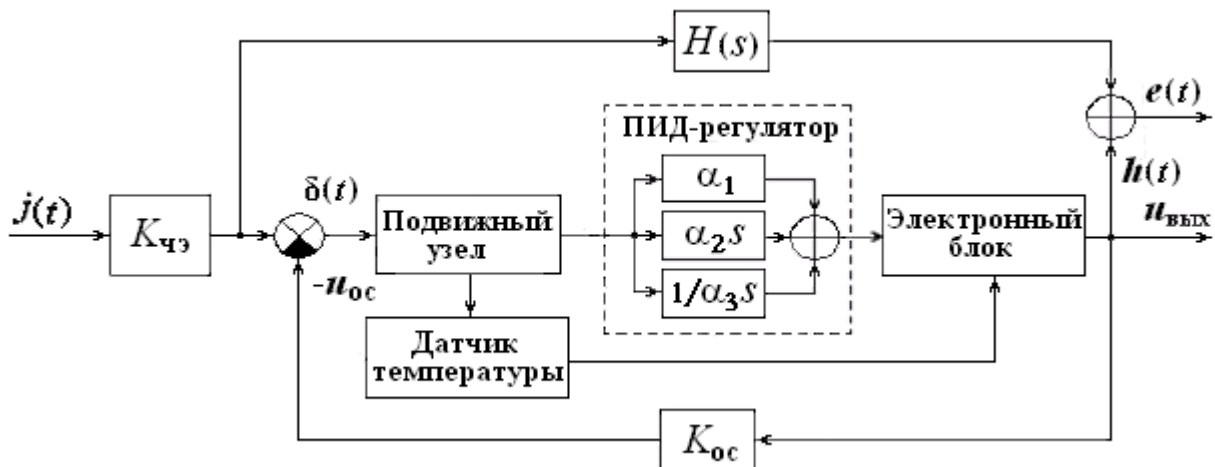 H(s)
e(t)
ПИД-регулятор
h(t)
j(t)
δ(t)
α₁
uвых
Kчэ
Подвижный
узел
α₂s
Электронный
блок
-uос
1/α₃s
Датчик
температуры
Kос